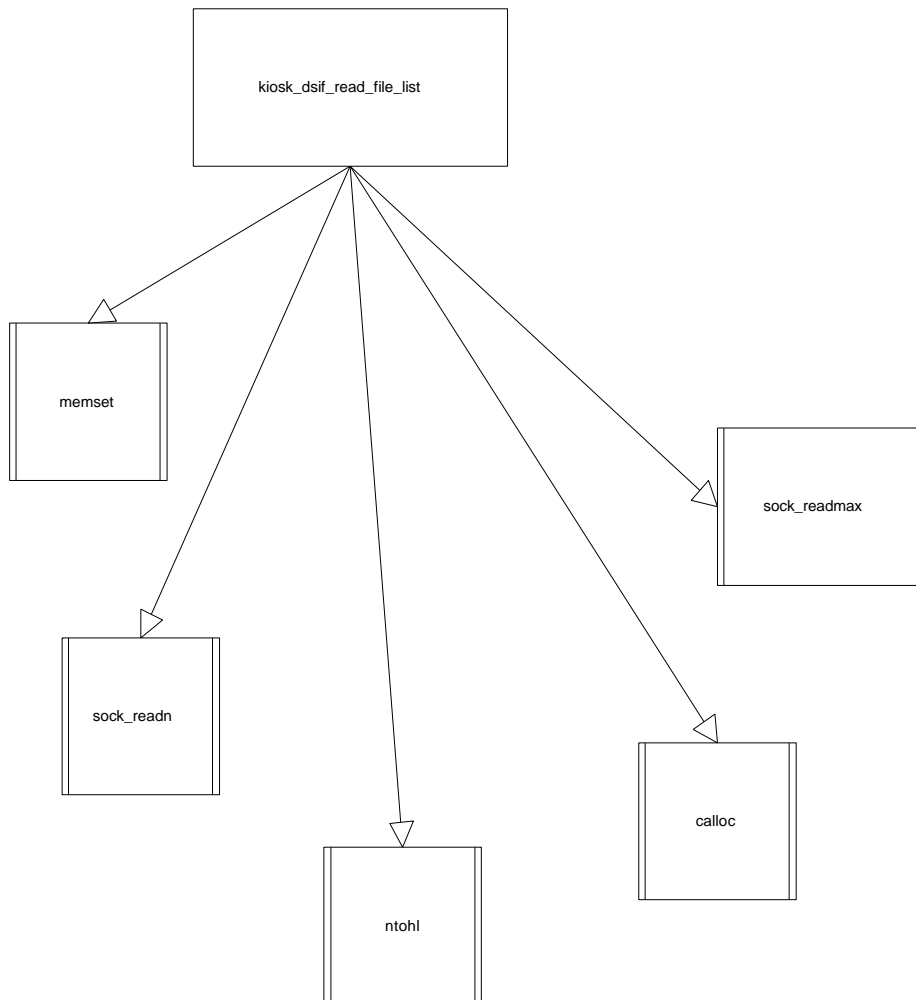 kiosk_dsif_read_file_list
memset
sock_readmax
sock_readn
calloc
ntohl